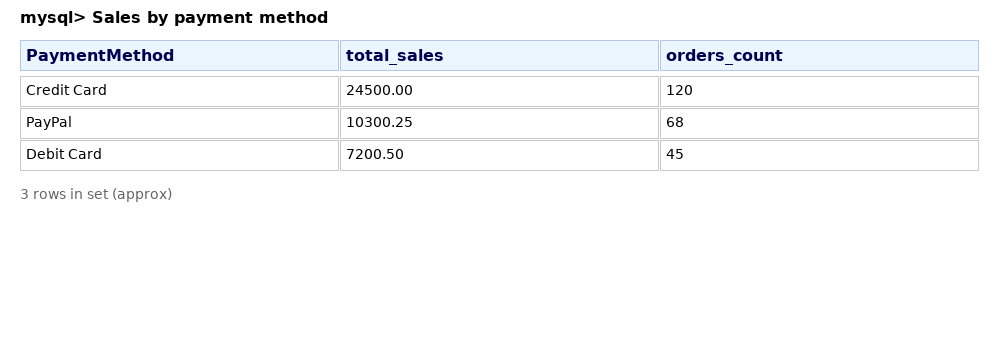 mysql> Sales by payment method
PaymentMethod total_sales orders_count
Credit Card 24500.00 120
PayPal 10300.25 68
Debit Card 7200.50 45
3 rows in set (approx)